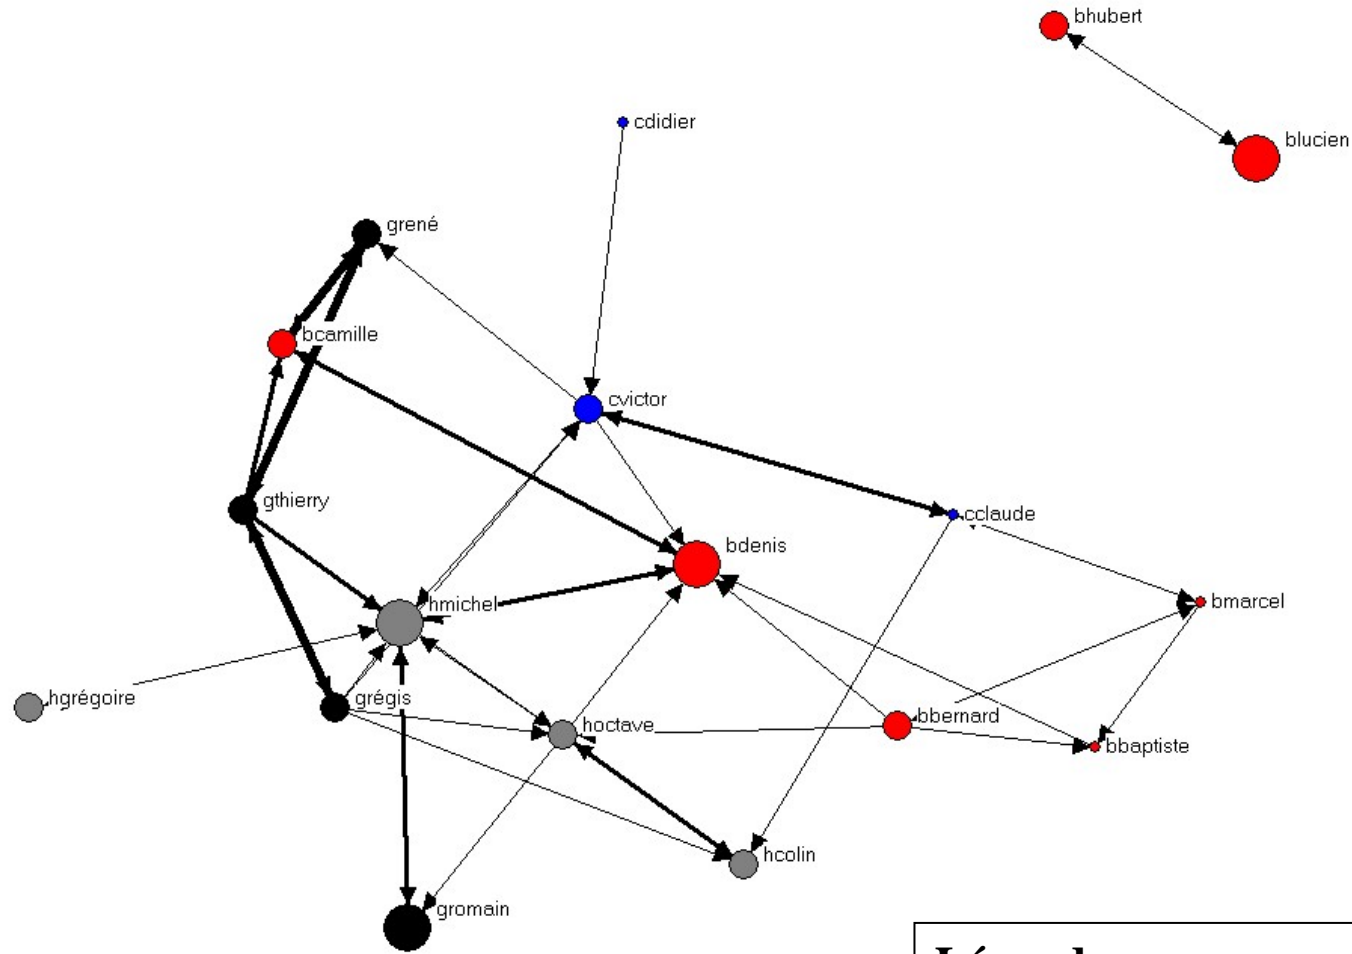 bhubert
cdidier
blucien
grené
bcamille
cvictor
gthierry
cclaude
bdenis
hmichel
bmarcel
hgrégoire
grégis
hoctave
bbernard
bbaptiste
hcolin
gromain